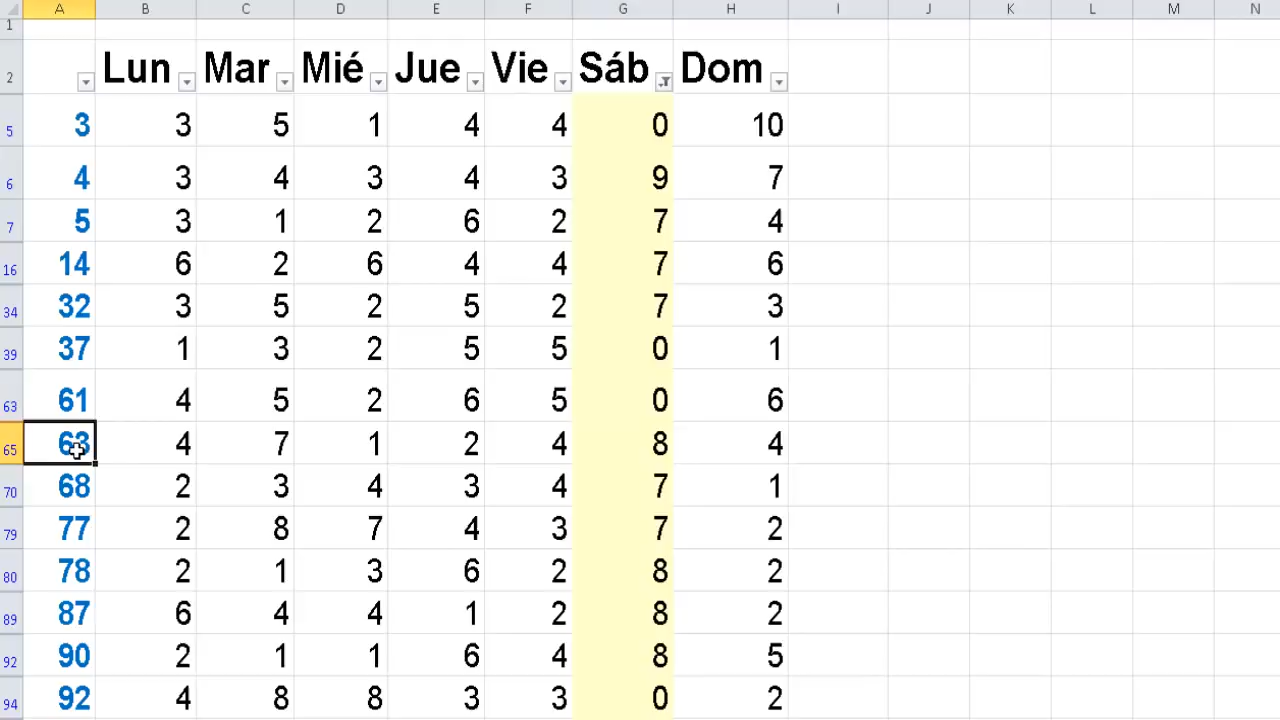 A B C D E F G H I J K L M N
1
2 Lun Mar Mié Jue Vie Sáb Dom
5 3 3 5 1 4 4 0 10
6 4 3 4 3 4 3 9 7
7 5 3 1 2 6 2 7 4
16 14 6 2 6 4 4 7 6
34 32 3 5 2 5 2 7 3
39 37 1 3 2 5 5 0 1
63 61 4 5 2 6 5 0 6
65 63 4 7 1 2 4 8 4
70 68 2 3 4 3 4 7 1
79 77 2 8 7 4 3 7 2
80 78 2 1 3 6 2 8 2
89 87 6 4 4 1 2 8 2
92 90 2 1 1 6 4 8 5
94 92 4 8 8 3 3 0 2